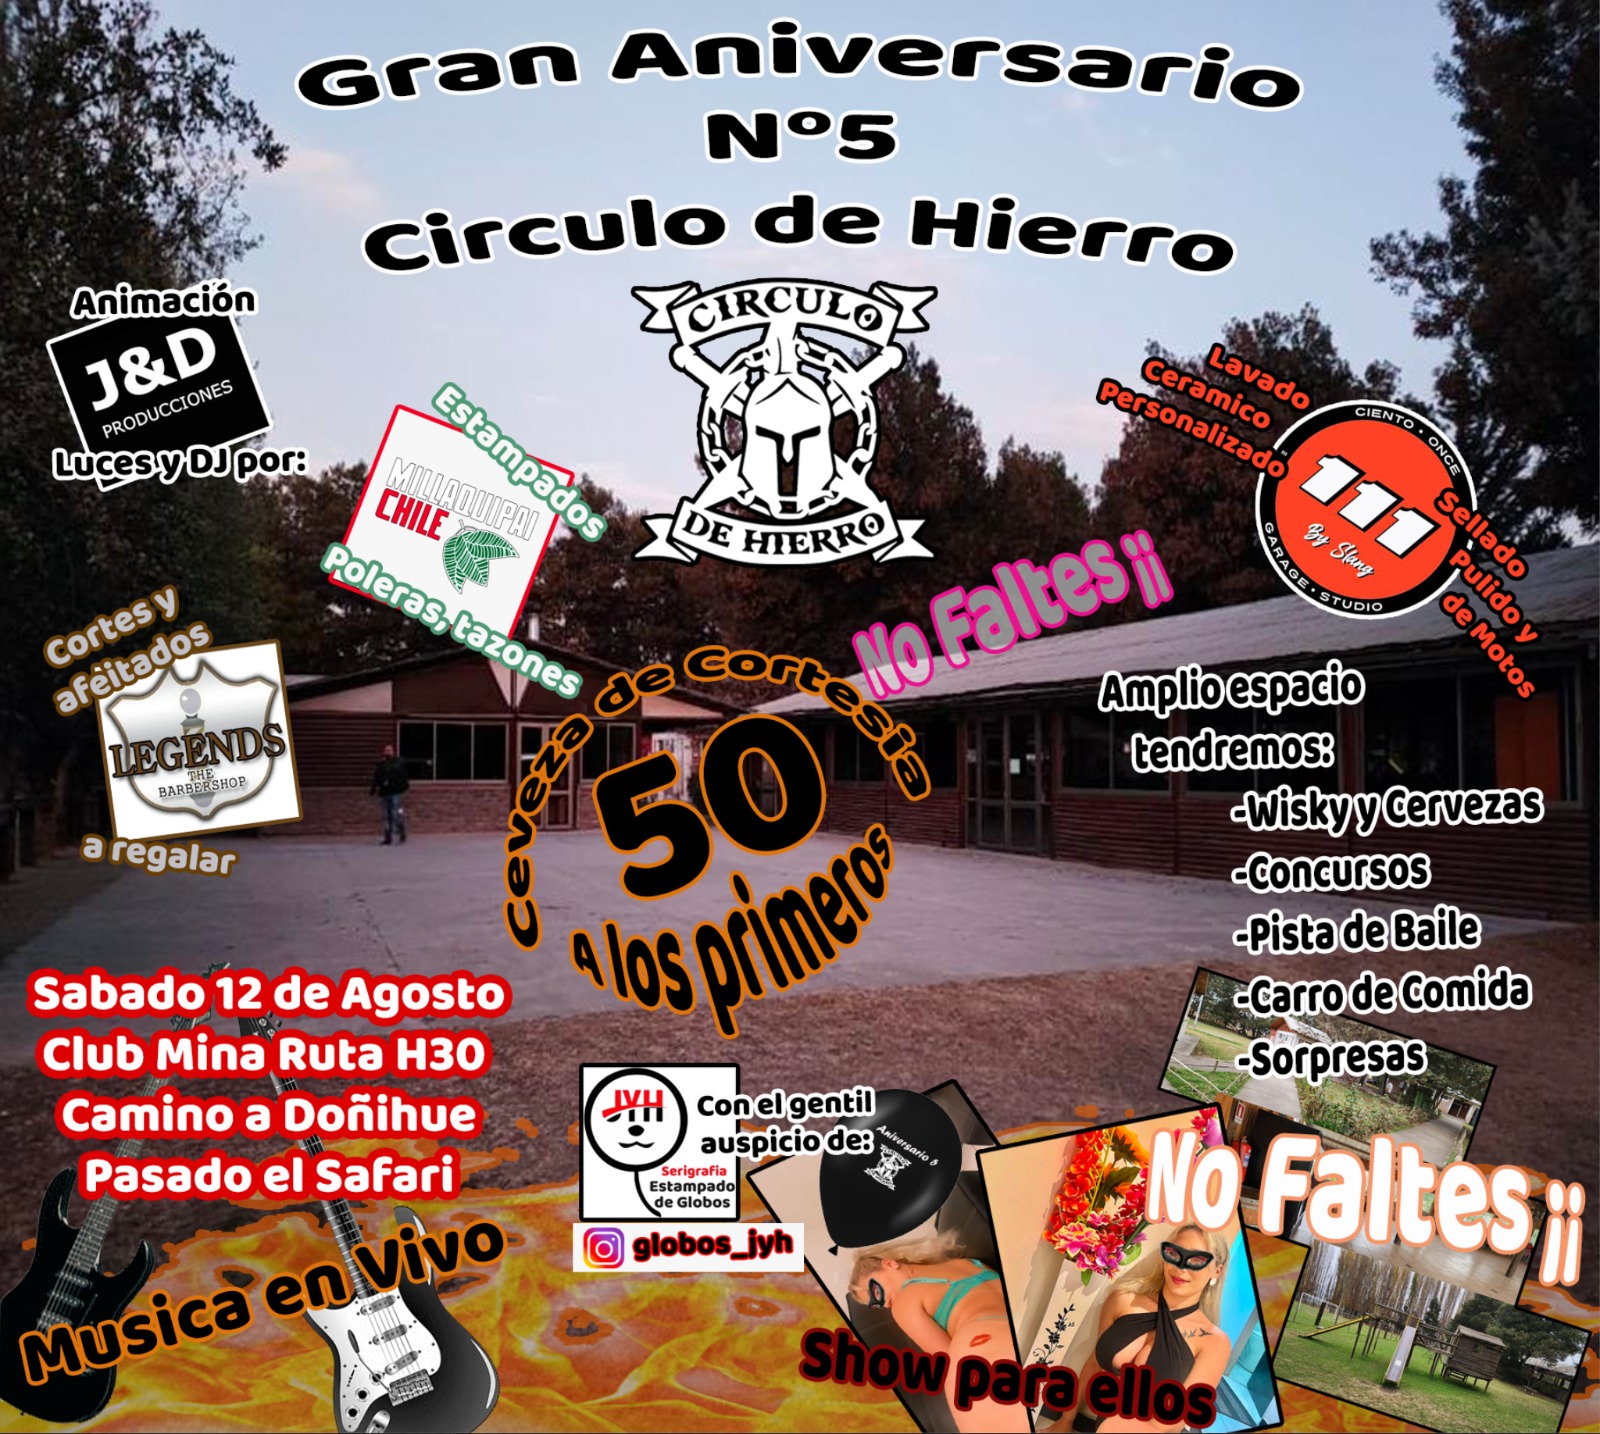 Gran Aniversario
Nº5
Circulo de Hierro
CIRCULO
DE HIERRO
Animación
J&D
PRODUCCIONES
Luces y DJ por:
Estampados
MILLAQUIPAI
CHILE
Poleras, tazones
Lavado
Ceramico
Personalizado
CIENTO • ONCE
111
By Skung
GARAGE • STUDIO
Sellado
Pulido y
de Motos
No Faltes ¡¡
Cortes y
afeitados
LEGENDS
THE
BARBERSHOP
a regalar
Ceveza de Cortesia
50
A los primeros
Amplio espacio
tendremos:
-Wisky y Cervezas
-Concursos
-Pista de Baile
-Carro de Comida
-Sorpresas
Sabado 12 de Agosto
Club Mina Ruta H30
Camino a Doñihue
Pasado el Safari
Musica en Vivo
JYH
Serigrafia
Estampado
de Globos
Con el gentil
auspicio de:
globos_jyh
Aniversario 5
No Faltes ¡¡
Show para ellos